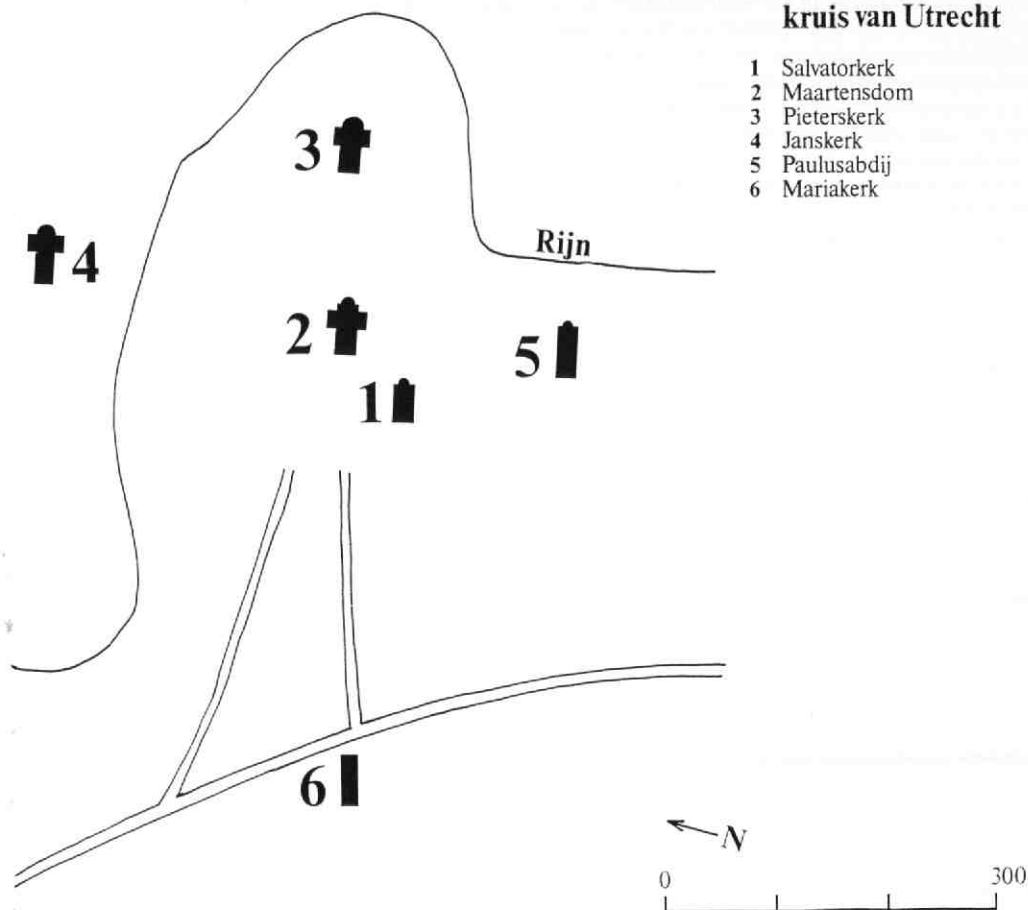 kruis van Utrecht
1 Salvatorkerk
2 Maartensdom
3 Pieterskerk
4 Janskerk
5 Paulusabdij
6 Mariakerk
3
4
Rijn
2
5
1
6
N
0 300